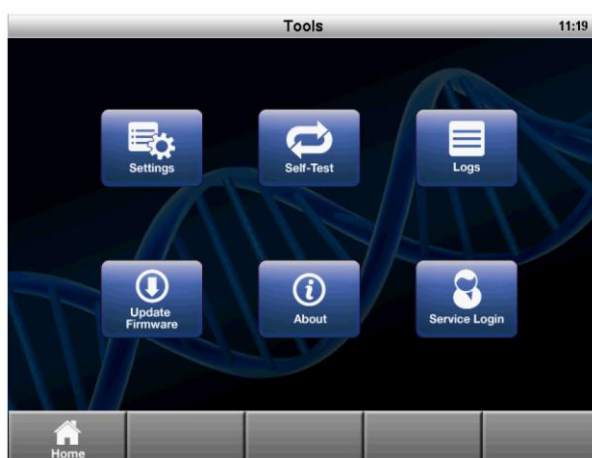 Tools
11:19
Settings
Self-Test
Logs
Update
Firmware
About
Service Login
Home